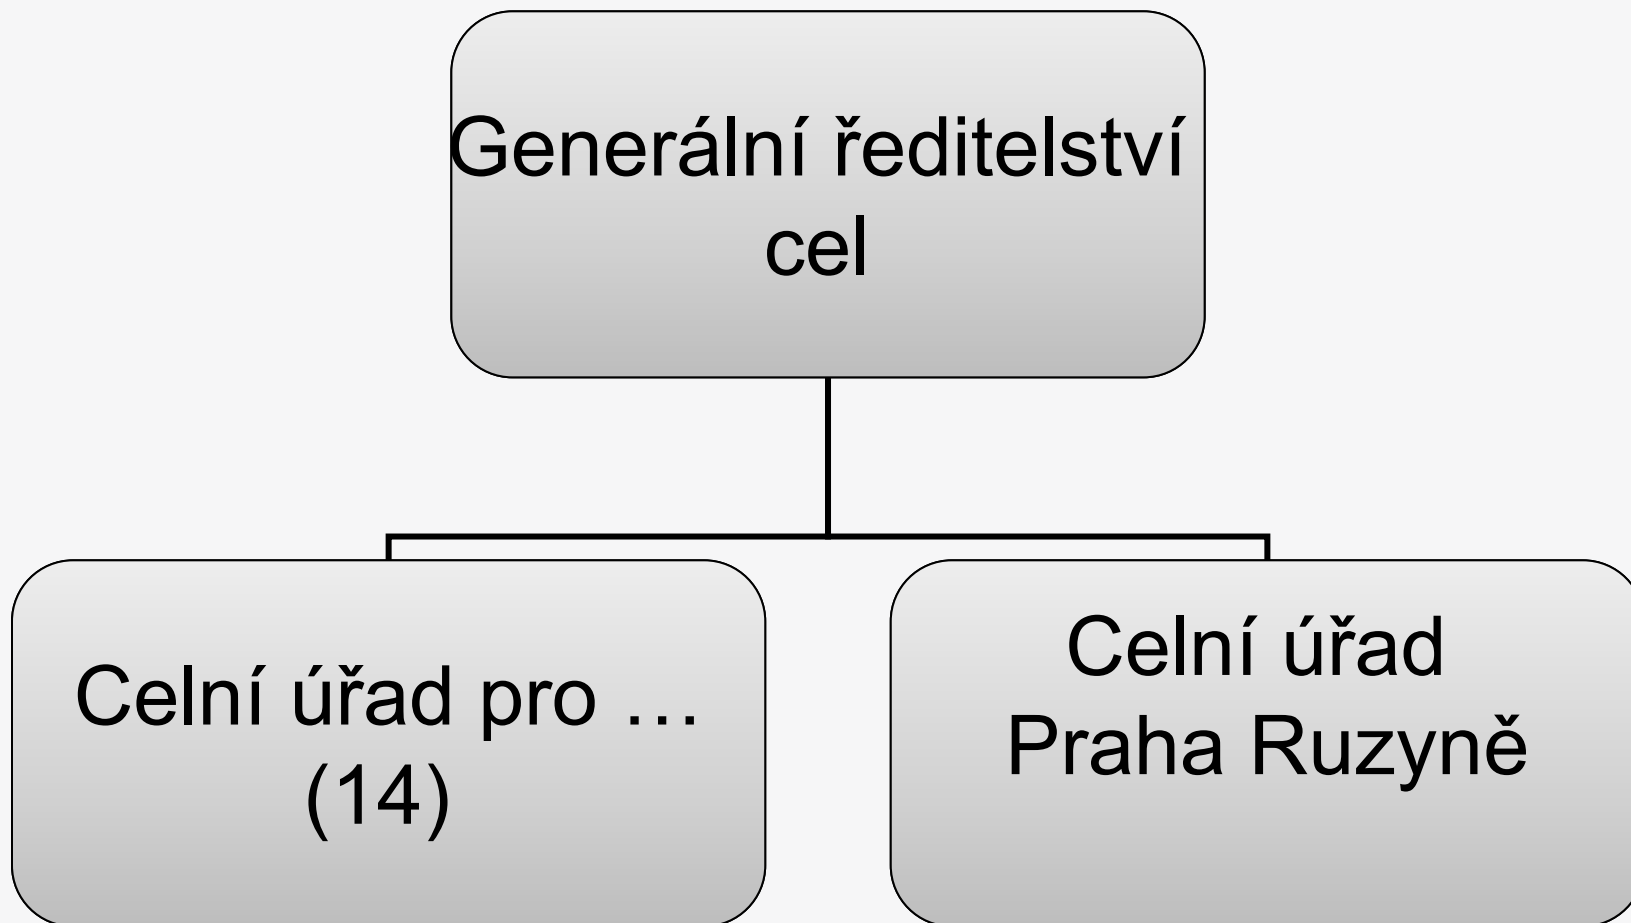 Generální ředitelství
cel
Celní úřad pro …
(14)
Celní úřad
Praha Ruzyně